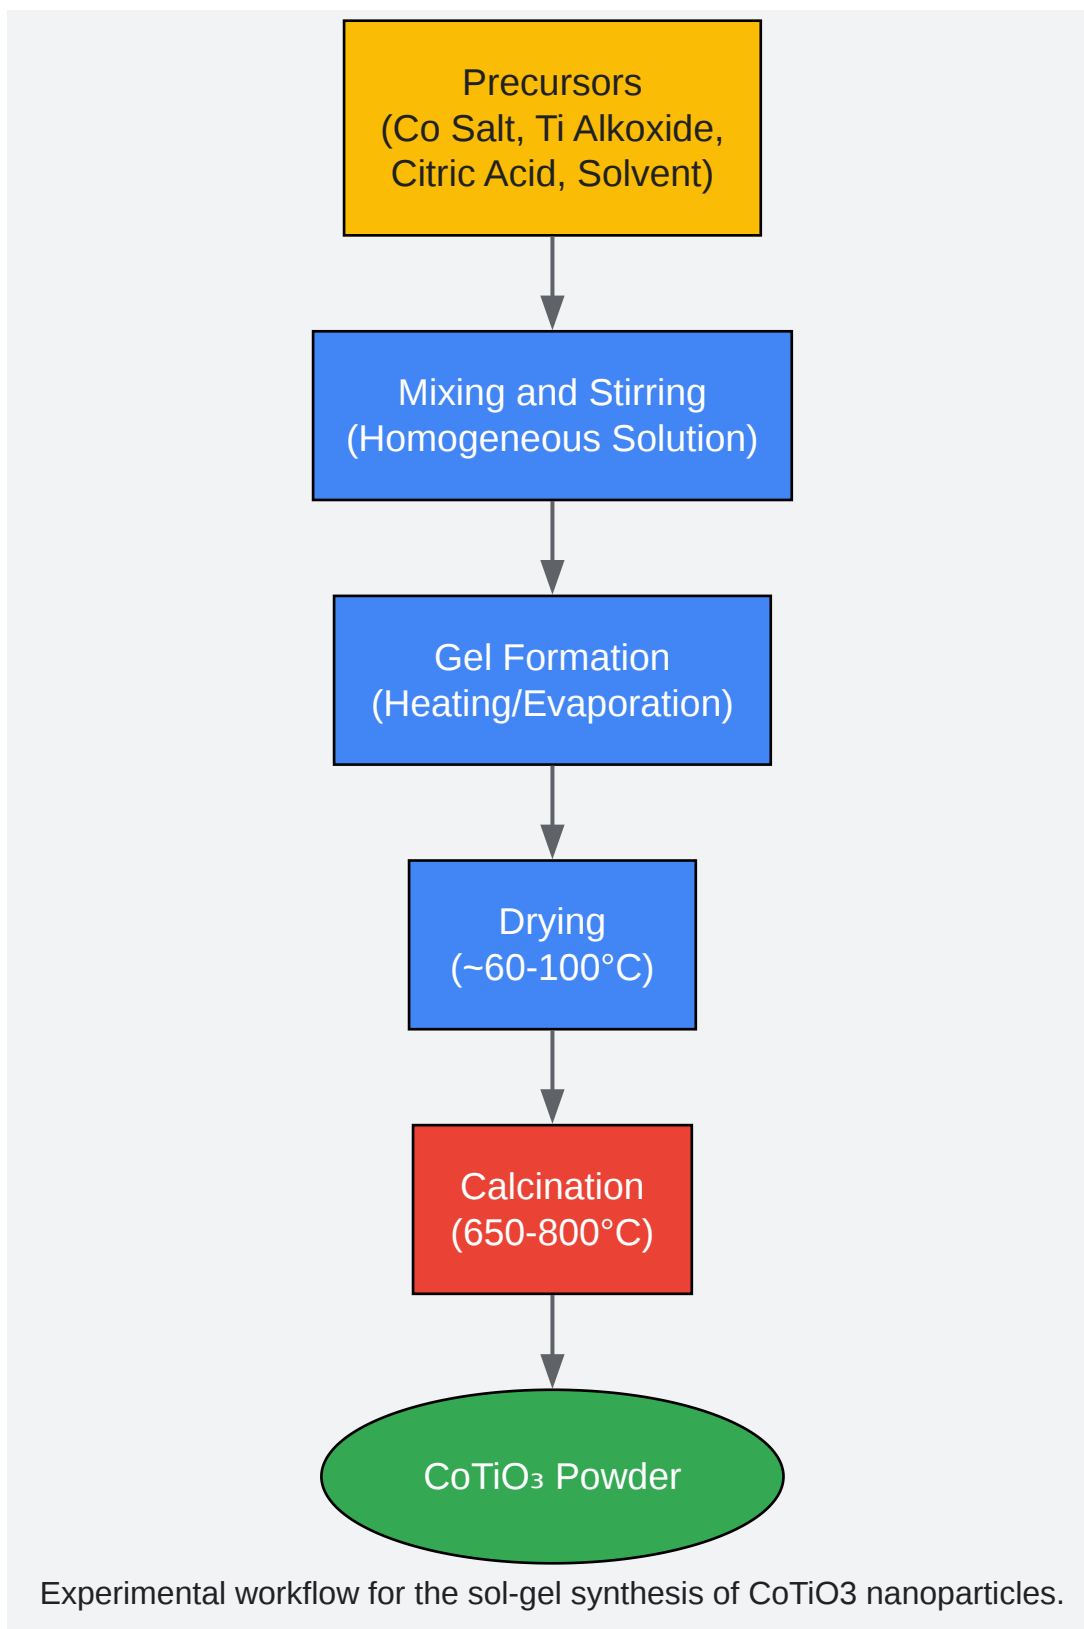 Precursors
(Co Salt, Ti Alkoxide,
Citric Acid, Solvent)
Mixing and Stirring
(Homogeneous Solution)
Gel Formation
(Heating/Evaporation)
Drying
(~60-100°C)
Calcination
(650-800°C)
CoTiO₃ Powder
Experimental workflow for the sol-gel synthesis of CoTiO3 nanoparticles.